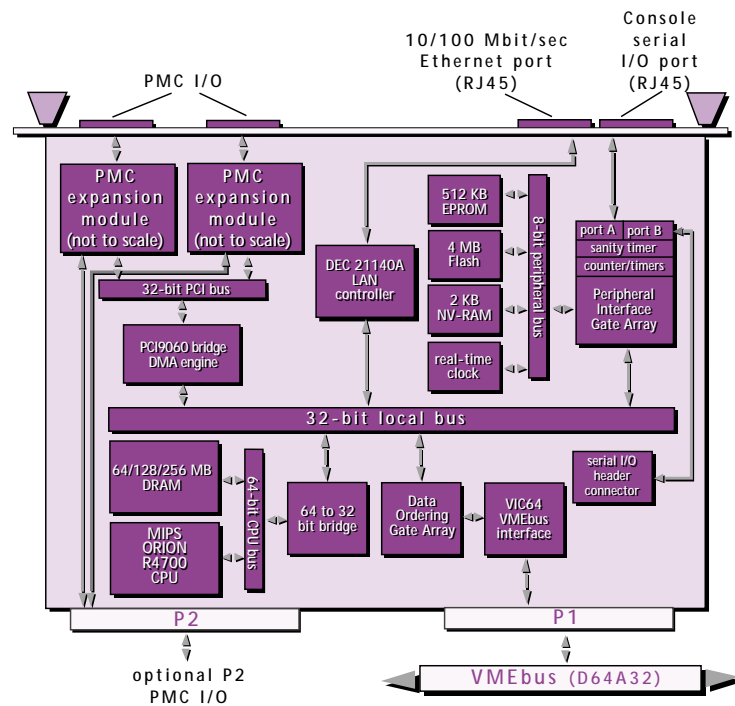 PMC I/O
10/100 Mbit/sec
Ethernet port
(RJ45)
Console
serial
I/O port
(RJ45)
PMC
expansion
module
(not to scale)
PMC
expansion
module
(not to scale)
32-bit PCI bus
PCI9060 bridge
DMA engine
DEC 21140A
LAN
controller
512 KB
EPROM
4 MB
Flash
2 KB
NV-RAM
real-time
clock
8-bit peripheral bus
port A
port B
sanity timer
counter/timers
Peripheral
Interface
Gate Array
32-bit local bus
64/128/256 MB
DRAM
MIPS
ORION
R4700
CPU
64-bit CPU bus
64 to 32
bit bridge
Data
Ordering
Gate Array
VIC64
VMEbus
interface
serial I/O
header
connector
P2
P1
optional P2
PMC I/O
VMEbus (D64A32)